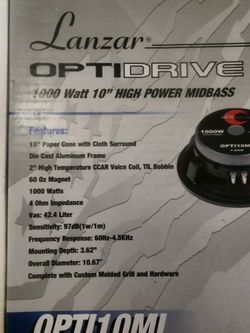 Lanzar®
OPTIDRIVE
1000 Watt 10" HIGH POWER MIDBASS
Features:
10" Paper Cone with Cloth Surround
Die Cast Aluminum Frame
2" High Temperature CCAR Voice Coil, TIL Bobbin
60 Oz Magnet
1000 Watts
4 Ohm Impedance
Vas: 42.4 Liter
Sensitivity: 97dB(1w/1m)
Frequency Response: 60Hz-4.5KHz
Mounting Depth: 3.62"
Overall Diameter: 10.67"
Complete with Custom Molded Grill and Hardware
1000W
OPTI10MI
OPTI10MI